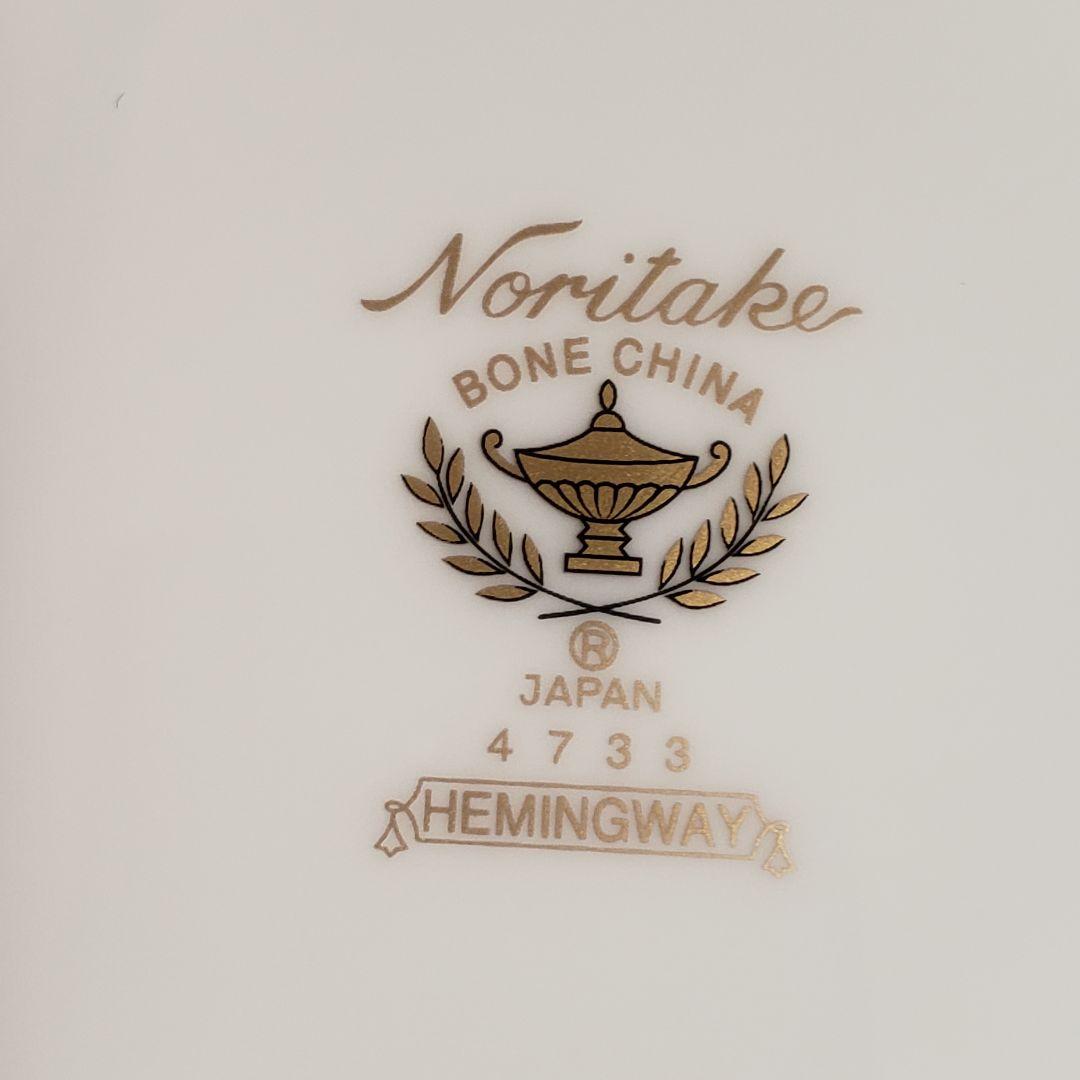 Noritake
BONE CHINA
®
JAPAN
4733
HEMINGWAY